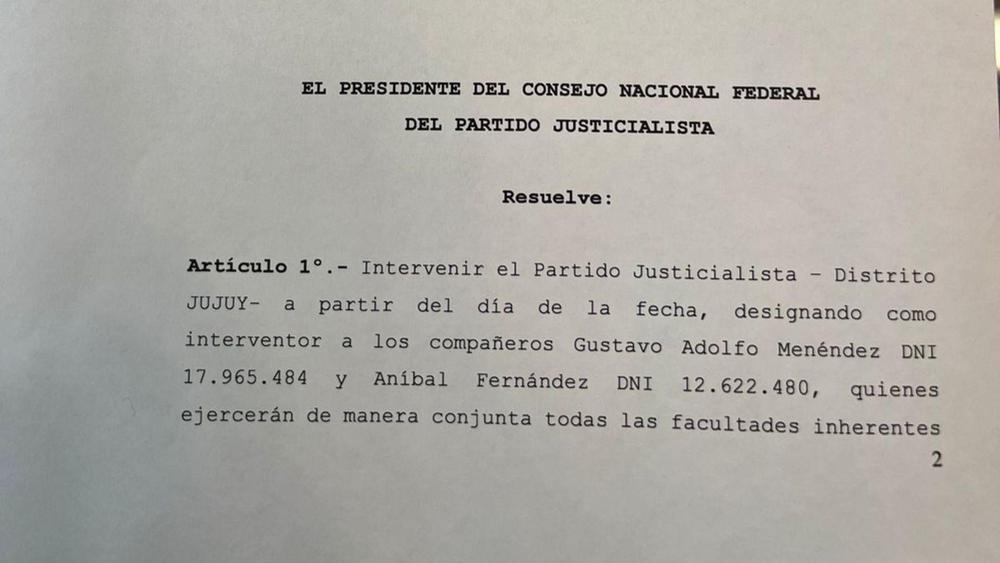 EL PRESIDENTE DEL CONSEJO NACIONAL FEDERAL
DEL PARTIDO JUSTICIALISTA
Resuelve:
Artículo 1º.- Intervenir el Partido Justicialista – Distrito
JUJUY- a partir del día de la fecha, designando como
interventor a los compañeros Gustavo Adolfo Menéndez DNI
17.965.484 y Aníbal Fernández DNI 12.622.480, quienes
ejercerán de manera conjunta todas las facultades inherentes
2